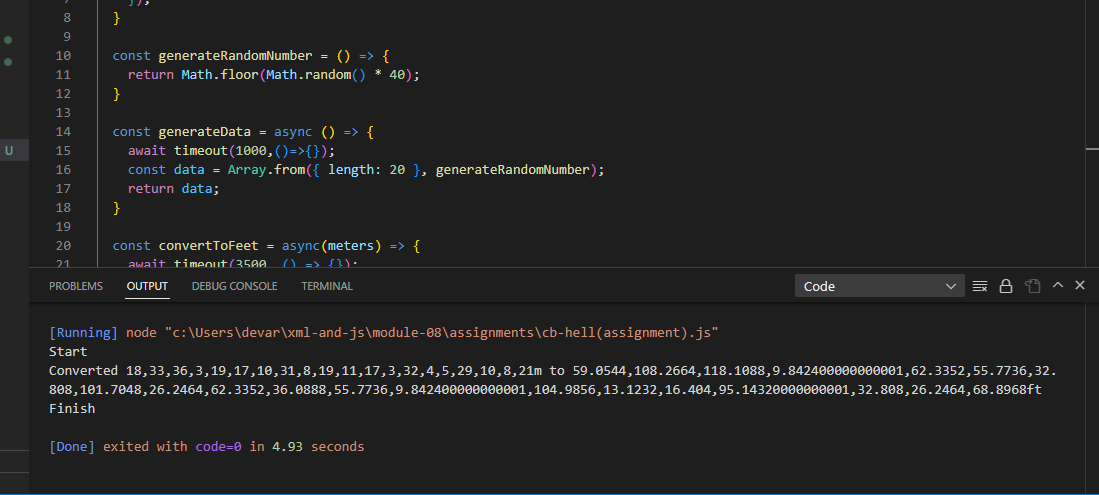 7 });
8 }
9
10 const generateRandomNumber = () => {
11 return Math.floor(Math.random() * 40);
12 }
13
14 const generateData = async () => {
U
15 await timeout(1000,()=>{});
16 const data = Array.from({ length: 20 }, generateRandomNumber);
17 return data;
18 }
19
20 const convertToFeet = async(meters) => {
21 await timeout(3500, () => {});
PROBLEMS OUTPUT DEBUG CONSOLE TERMINAL Code
[Running] node "c:\Users\devar\xml-and-js\module-08\assignments\cb-hell(assignment).js"
Start
Converted 18,33,36,3,19,17,10,31,8,19,11,17,3,32,4,5,29,10,8,21m to 59.0544,108.2664,118.1088,9.842400000000001,62.3352,55.7736,32.
808,101.7048,26.2464,62.3352,36.0888,55.7736,9.842400000000001,104.9856,13.1232,16.404,95.14320000000001,32.808,26.2464,68.8968ft
Finish
[Done] exited with code=0 in 4.93 seconds